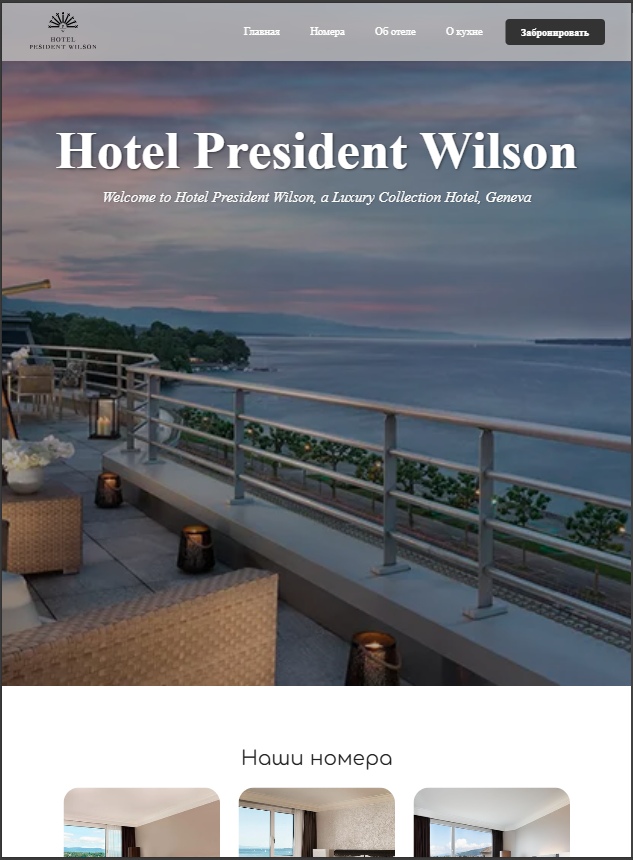 HOTEL
PESIDENT WILSON
Главная Номера Об отеле О кухне Забронировать
Hotel President Wilson
Welcome to Hotel President Wilson, a Luxury Collection Hotel, Geneva
Наши номера